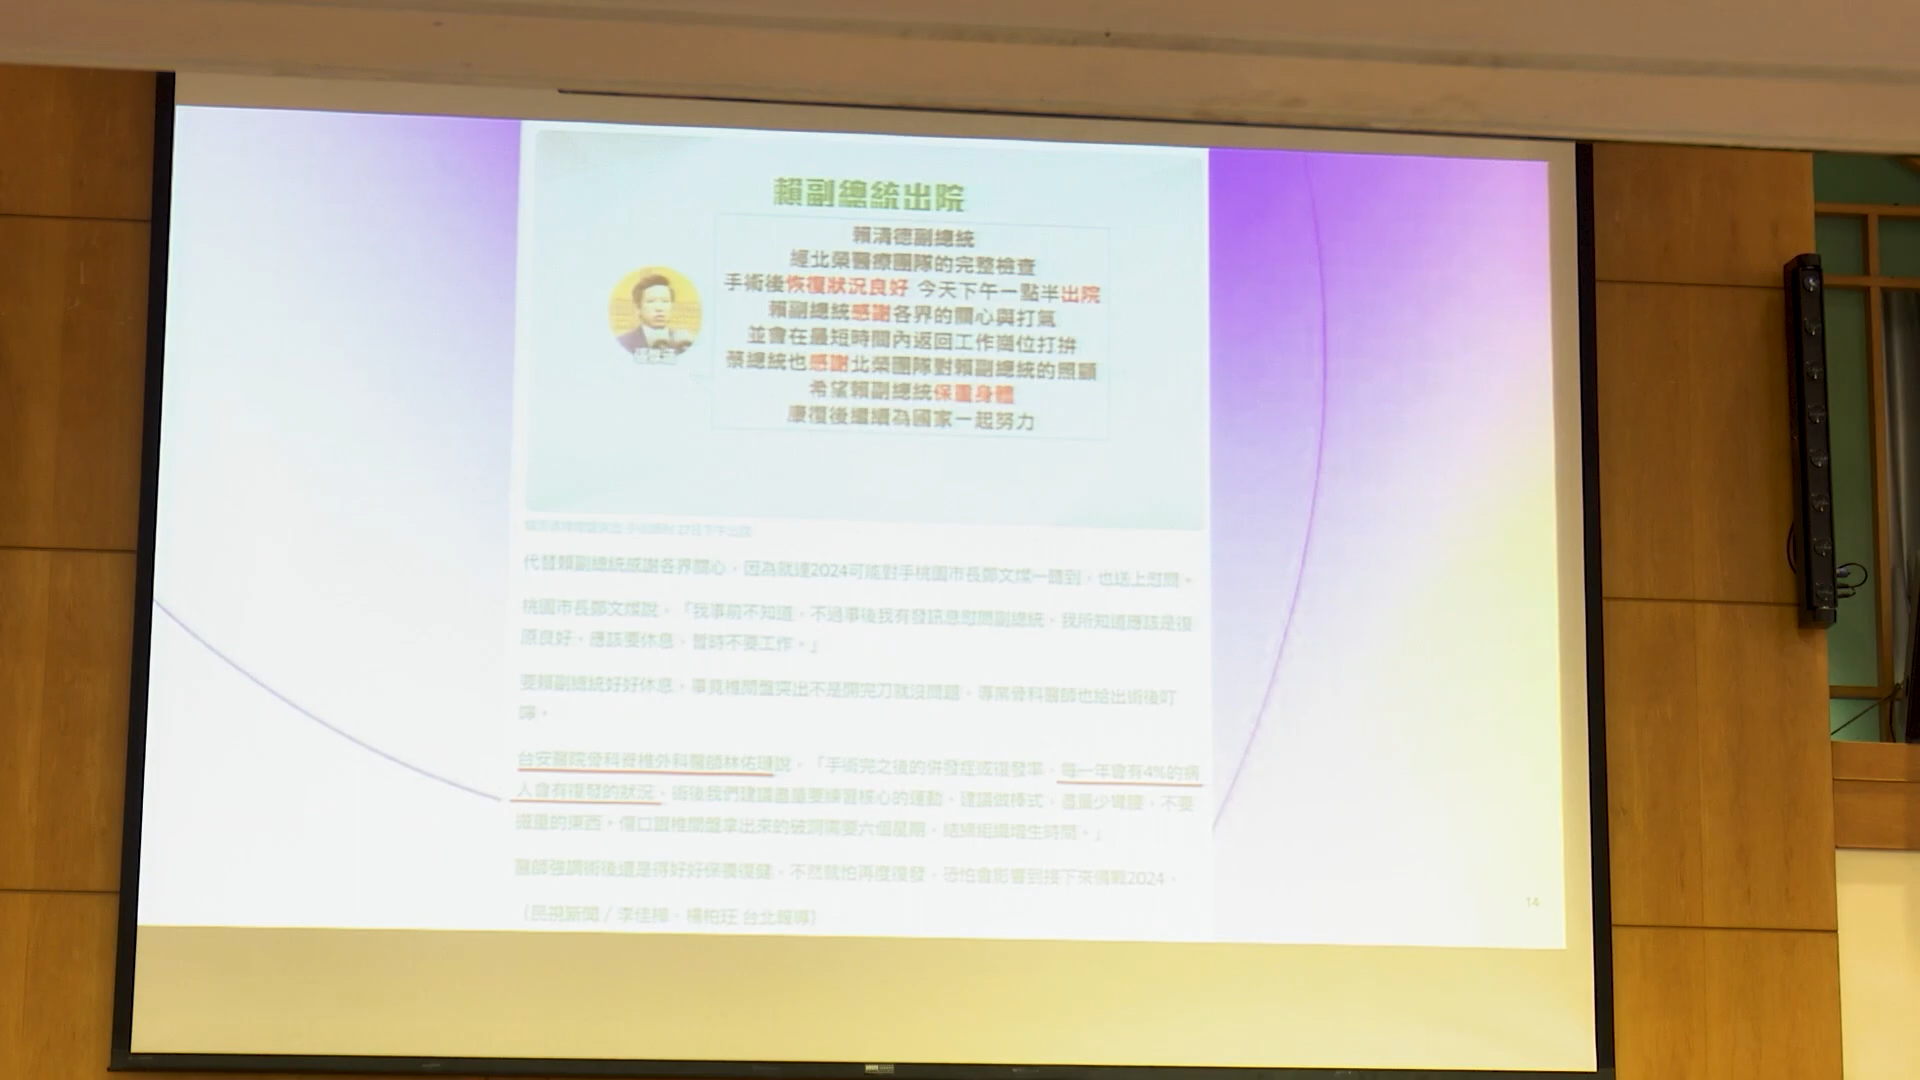 賴副總統出院
賴清德副總統
經北榮醫療團隊的完整檢查
手術後恢復狀況良好 今天下午一點半出院
賴副總統感謝各界的關心與打氣
並會在最短時間內返回工作崗位打拚
蔡總統也感謝北榮團隊對賴副總統的照顧
希望賴副總統保重身體
康復後繼續為國家一起努力
代替賴副總統感謝各界關心，因為就連2024可能對手桃園市長鄭文燦一聽到，也送上慰問。
桃園市長鄭文燦說，「我事前不知道，不過事後我有發訊息慰問副總統，我所知道應該是復
原良好，應該要休息，暫時不要工作。」
要賴副總統好好休息，畢竟椎間盤突出不是開完刀就沒問題，專業骨科醫師也給出術後叮
嚀。
台安醫院骨科脊椎外科醫師林佑璉說，「手術完之後的併發症或復發率，每一年會有4%的病
人會有復發的狀況，術後我們建議盡量要練習核心的運動，建議做棒式，盡量少彎腰，不要
搬重的東西。傷口跟椎間盤拿出來的破洞需要六個星期，結締組織增生時間。」
醫師強調術後還是得好好保養復健，不然就怕再度復發，恐怕會影響到接下來備戰2024。
（民視新聞／李佳樺、楊柏珏 台北報導）
14